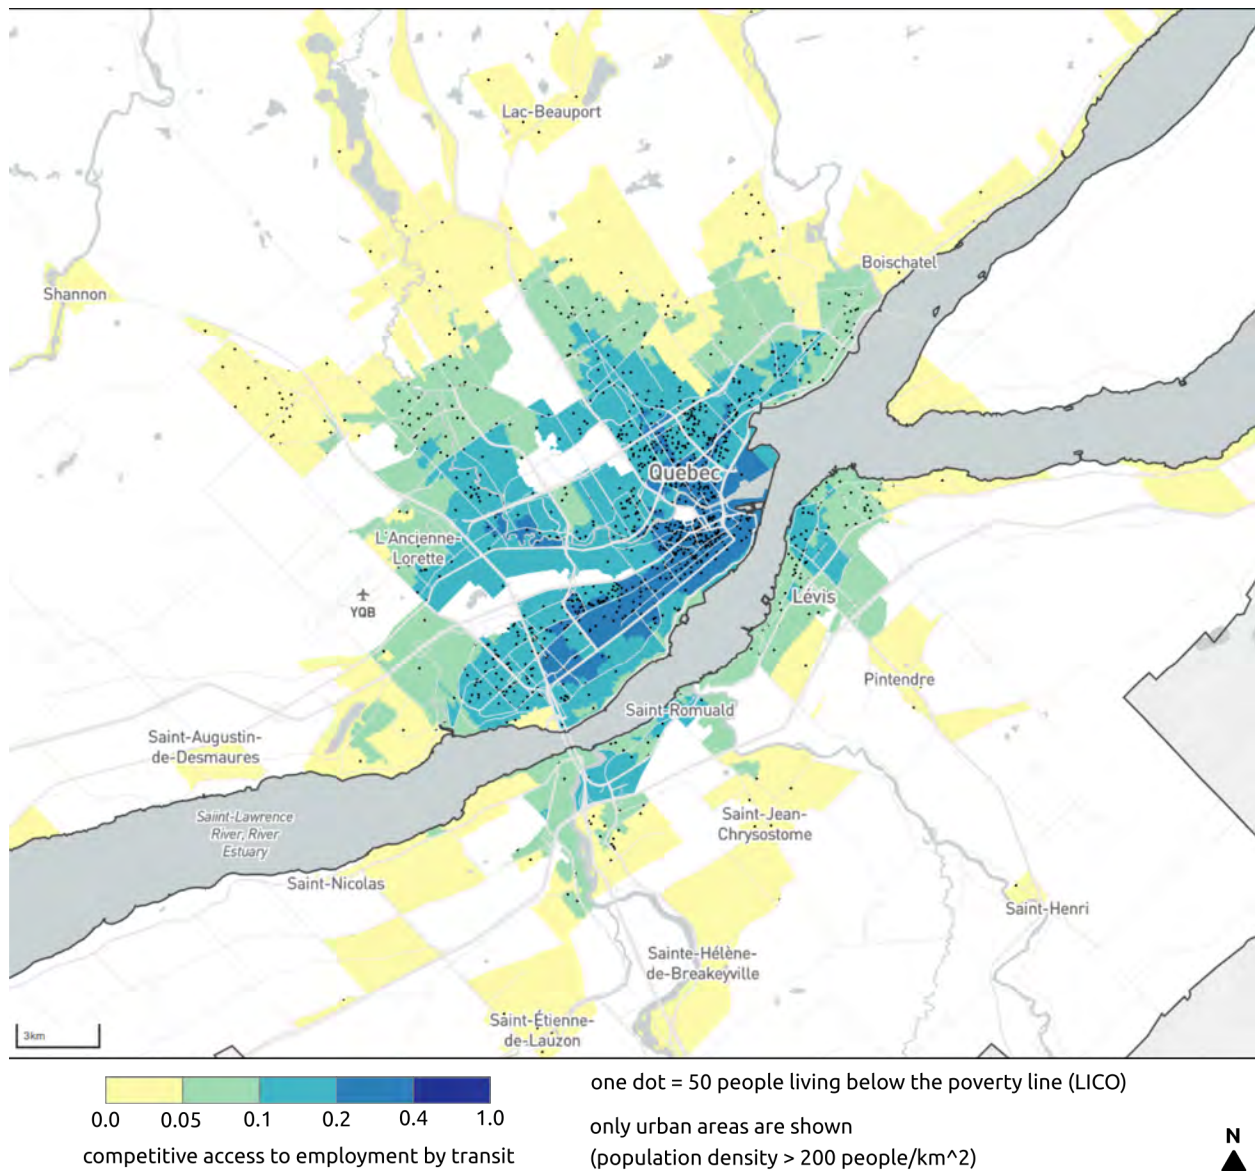 Lac-Beauport
Boischatel
Shannon
Quebec
L'Ancienne-
Lorette
YQB
Lévis
Pintendre
Saint-Romuald
Saint-Augustin-
de-Desmaures
Saint-Lawrence
River, River
Estuary
Saint-Jean-
Chrysostome
Saint-Nicolas
Saint-Henri
Sainte-Hélène-
de-Breakeyville
Saint-Étienne-
de-Lauzon
3km
0.0 0.05 0.1 0.2 0.4 1.0
competitive access to employment by transit
one dot = 50 people living below the poverty line (LICO)
only urban areas are shown
(population density > 200 people/km^2)
N